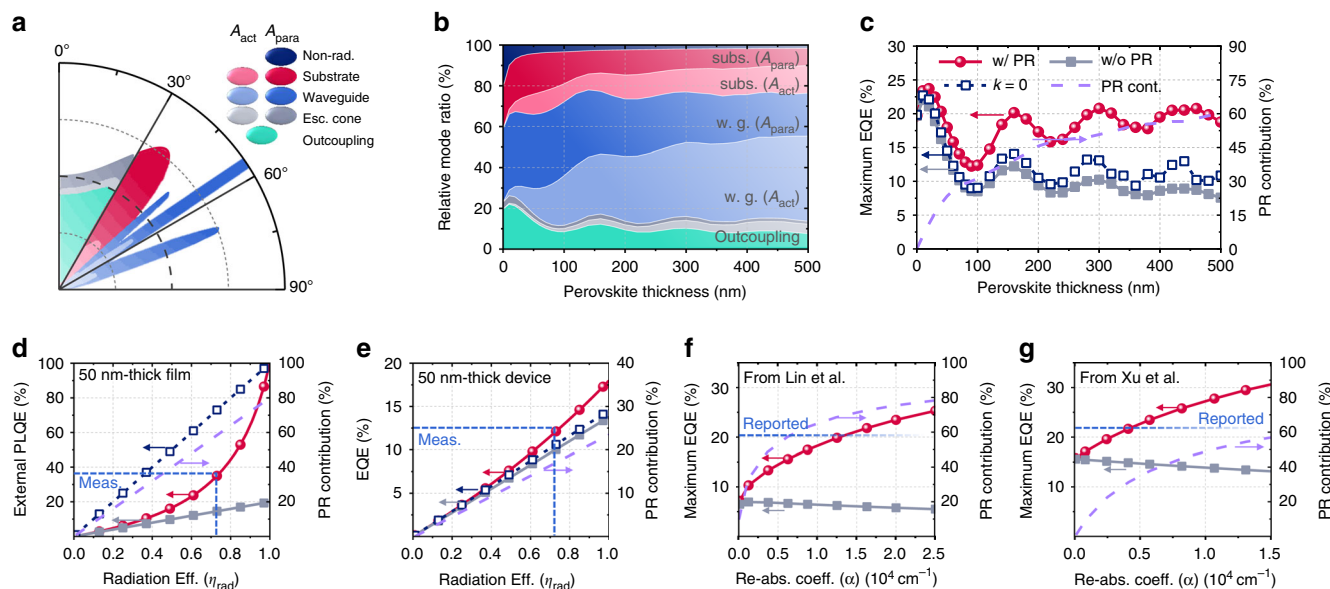 a
A_act A_para
Non-rad.
Substrate
Waveguide
Esc. cone
Outcoupling
0°
30°
60°
90°
b
Relative mode ratio (%)
100
80
60
40
20
0
subs. (A_para)
subs. (A_act)
w. g. (A_para)
w. g. (A_act)
Outcoupling
0 100 200 300 400 500
Perovskite thickness (nm)
c
Maximum EQE (%)
30
25
20
15
10
5
0
w/ PR
w/o PR
k = 0
PR cont.
90
75
60
45
30
15
0
PR contribution (%)
0 100 200 300 400 500
Perovskite thickness (nm)
d
External PLQE (%)
100
80
60
40
20
50 nm-thick film
Meas.
100
80
60
40
20
0
PR contribution (%)
0.0 0.2 0.4 0.6 0.8 1.0
Radiation Eff. (η_rad)
e
EQE (%)
20
15
10
5
50 nm-thick device
Meas.
40
30
20
10
0
PR contribution (%)
0.0 0.2 0.4 0.6 0.8 1.0
Radiation Eff. (η_rad)
f
Maximum EQE (%)
30
20
10
From Lin et al.
Reported
100
80
60
40
20
0
PR contribution (%)
0.0 0.5 1.0 1.5 2.0 2.5
Re-abs. coeff. (α) (10⁴ cm⁻¹)
g
Maximum EQE (%)
30
20
10
From Xu et al.
Reported
100
80
60
40
20
0
PR contribution (%)
0.0 0.5 1.0 1.5
Re-abs. coeff. (α) (10⁴ cm⁻¹)